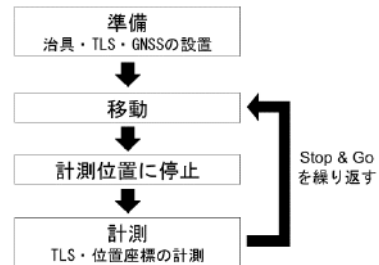 準備
治具・TLS・GNSSの設置
移動
計測位置に停止
計測
TLS・位置座標の計測
Stop & Go
を繰り返す